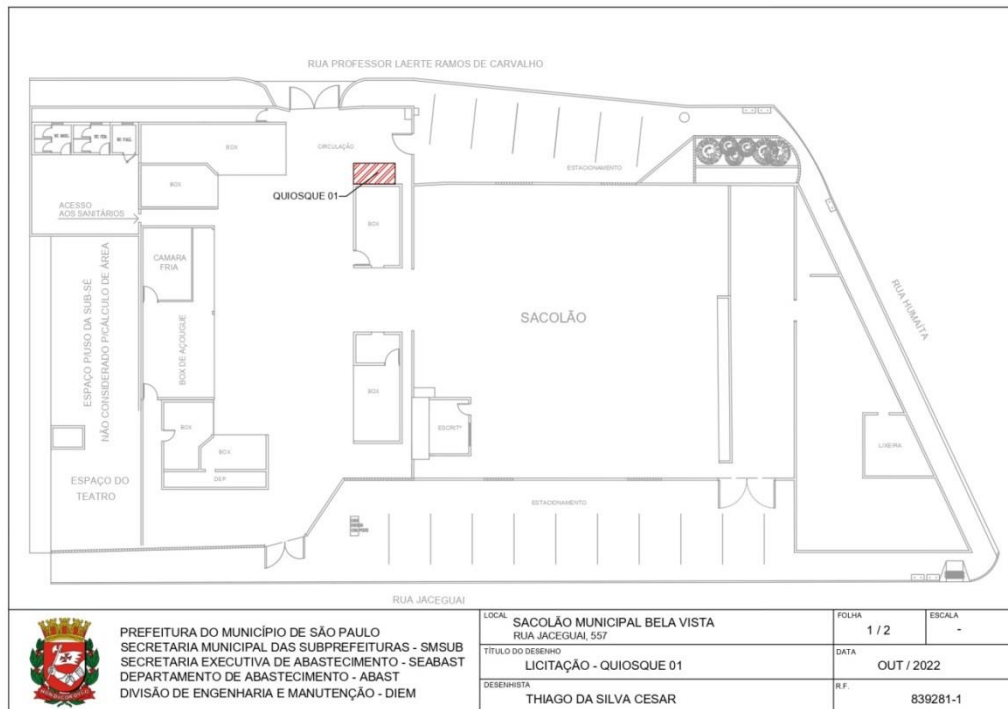 RUA PROFESSOR LAERTE RAMOS DE CARVALHO
BOX
CIRCULAÇÃO
ESTACIONAMENTO
BOX
QUIOSQUE 01
ACESSO
AOS SANITÁRIOS
BOX
CAMARA
FRIA
ESPAÇO P/USO DA SUB-SÉ
NÃO CONSIDERADO P/CÁLCULO DE ÁREA
SACOLÃO
RUA HUMAÍTA
BOX DE AÇOUGUE
BOX
BOX
ESCRITº
LIXEIRA
BOX
DEP.
ESPAÇO DO
TEATRO
ESTACIONAMENTO
RUA JACEGUAI
PREFEITURA DO MUNICÍPIO DE SÃO PAULO
SECRETARIA MUNICIPAL DAS SUBPREFEITURAS - SMSUB
SECRETARIA EXECUTIVA DE ABASTECIMENTO - SEABAST
DEPARTAMENTO DE ABASTECIMENTO - ABAST
DIVISÃO DE ENGENHARIA E MANUTENÇÃO - DIEM
LOCAL
SACOLÃO MUNICIPAL BELA VISTA
RUA JACEGUAI, 557
FOLHA
1 / 2
ESCALA
-
TÍTULO DO DESENHO
LICITAÇÃO - QUIOSQUE 01
DATA
OUT / 2022
DESENHISTA
THIAGO DA SILVA CESAR
R.F.
839281-1